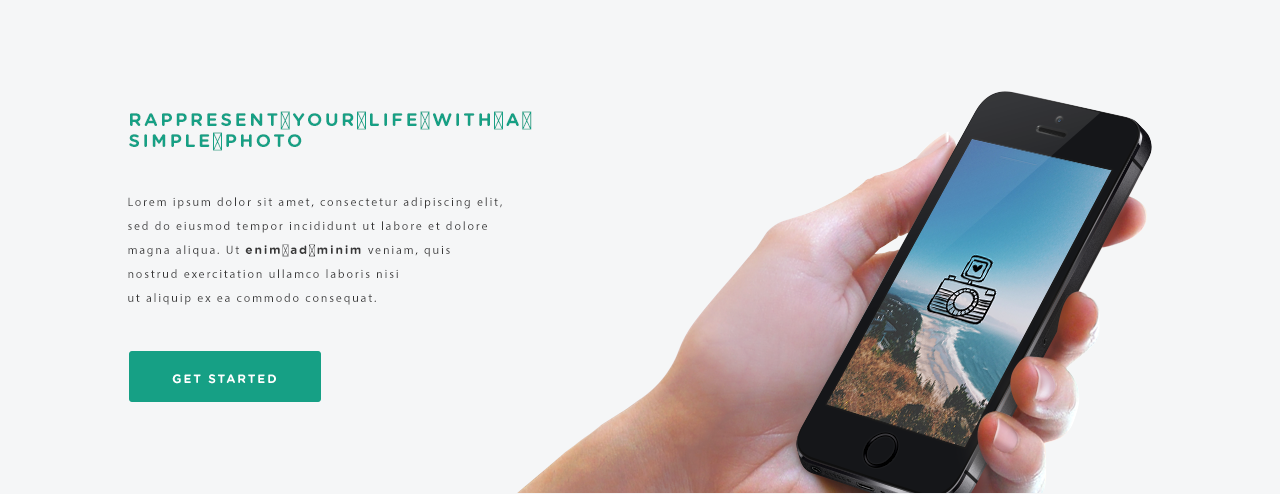 RAPPRESENT YOUR LIFE WITH A
SIMPLE PHOTO
Lorem ipsum dolor sit amet, consectetur adipiscing elit,
sed do eiusmod tempor incididunt ut labore et dolore
magna aliqua. Ut enim ad minim veniam, quis
nostrud exercitation ullamco laboris nisi
ut aliquip ex ea commodo consequat.
GET STARTED